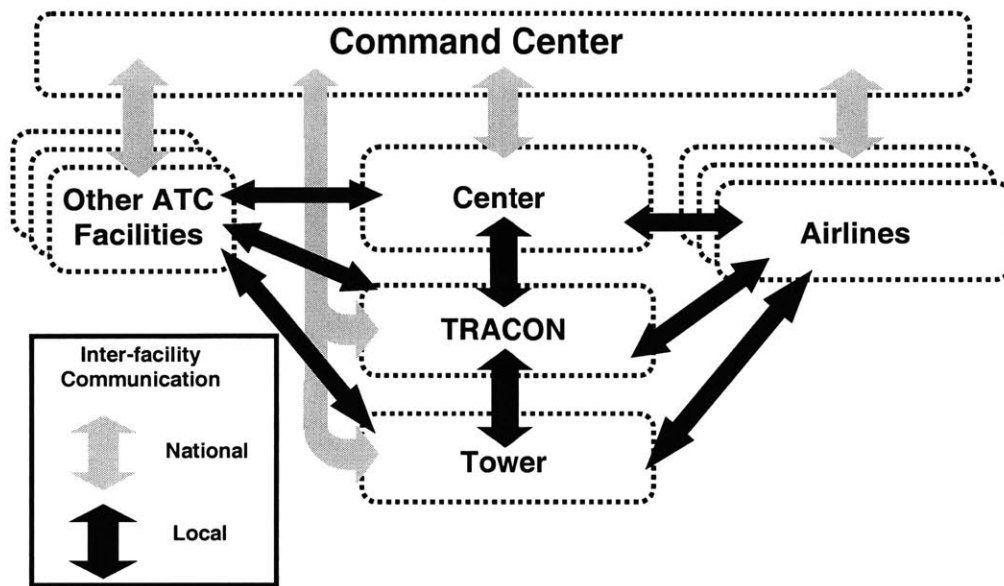 Command Center
Other ATC
Facilities
Center
Airlines
TRACON
Tower
Inter-facility
Communication
National
Local